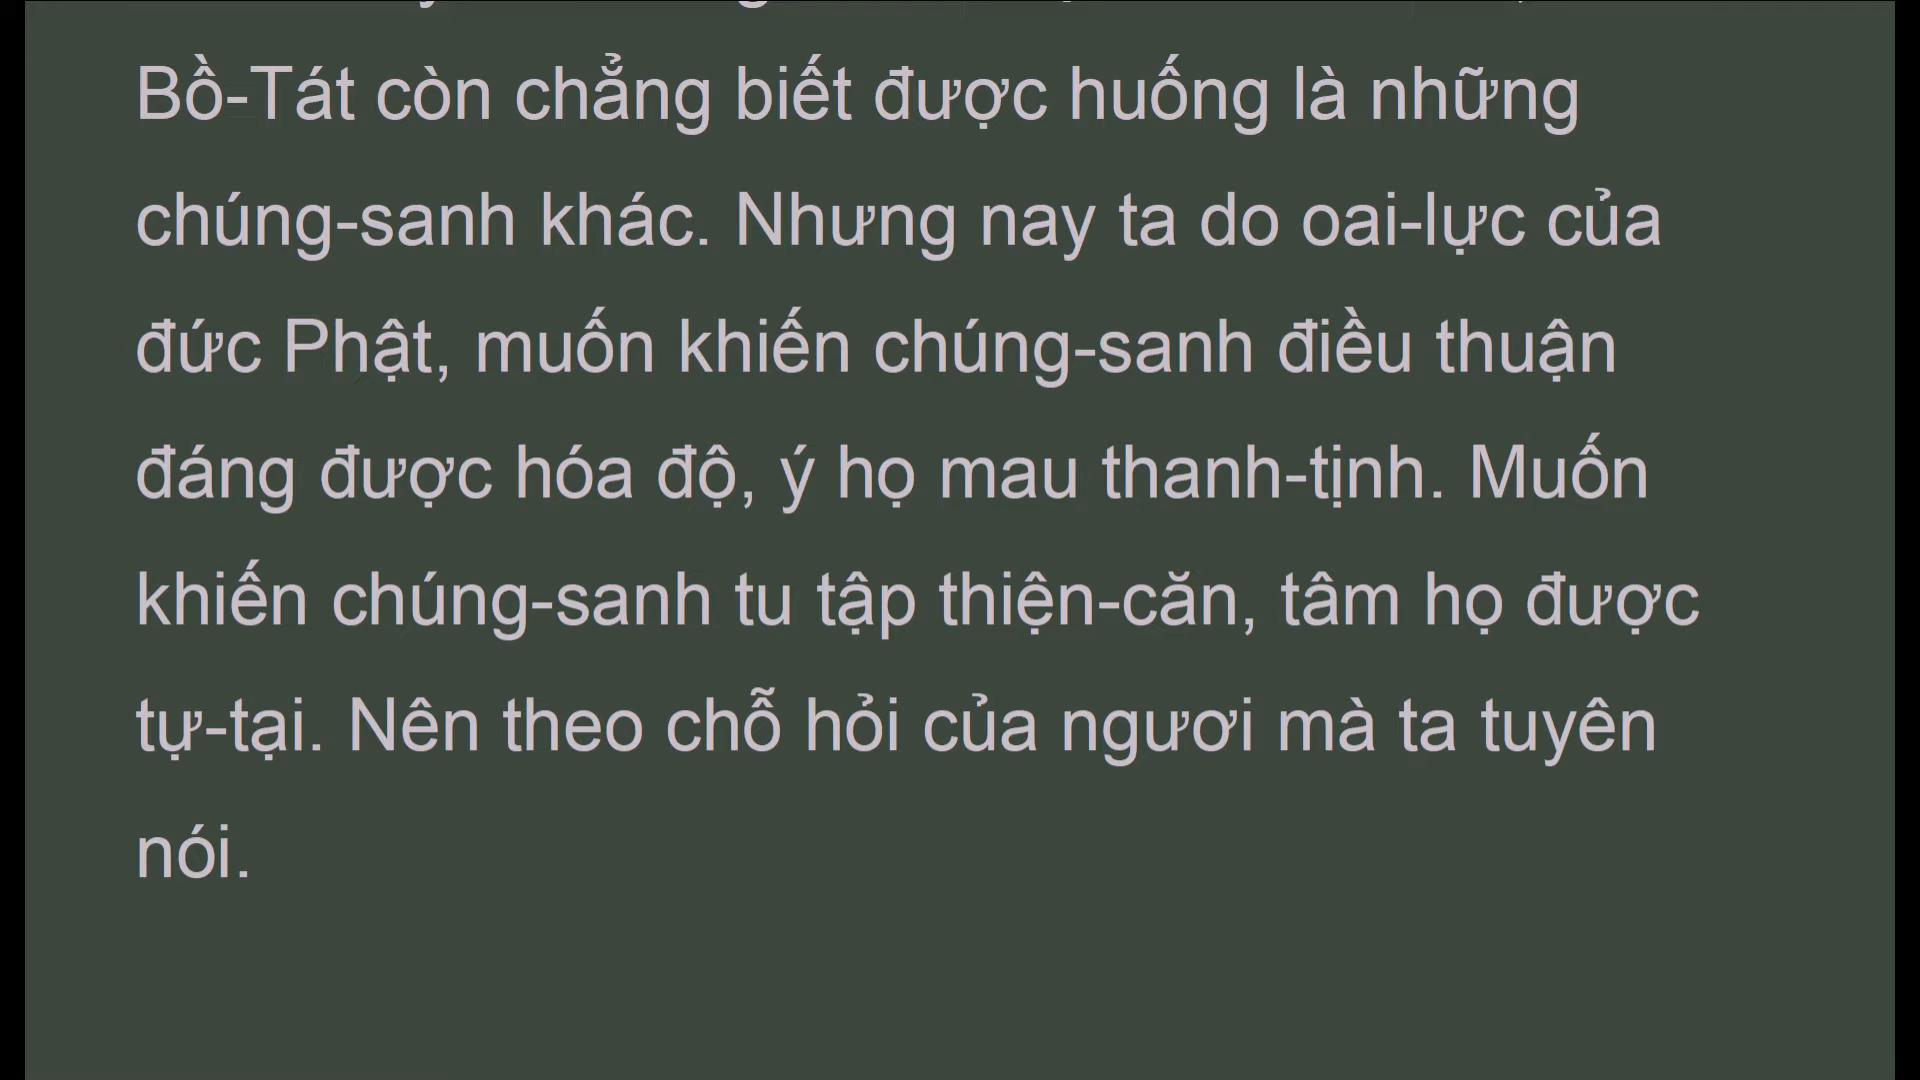 Bồ-Tát còn chẳng biết được huống là những
chúng-sanh khác. Nhưng nay ta do oai-lực của
đức Phật, muốn khiến chúng-sanh điều thuận
đáng được hóa độ, ý họ mau thanh-tịnh. Muốn
khiến chúng-sanh tu tập thiện-căn, tâm họ được
tự-tại. Nên theo chỗ hỏi của ngươi mà ta tuyên
nói.